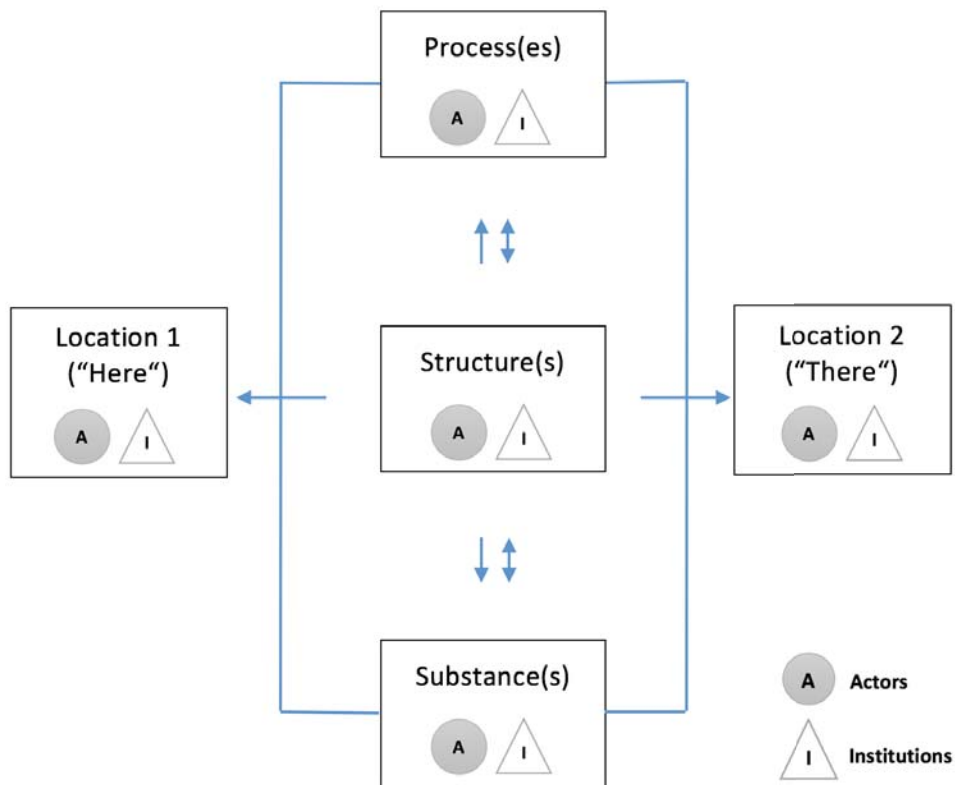 Process(es)
A I
Location 1
("Here“)
A I
Structure(s)
A I
Location 2
("There“)
A I
Substance(s)
A I
A Actors
I Institutions